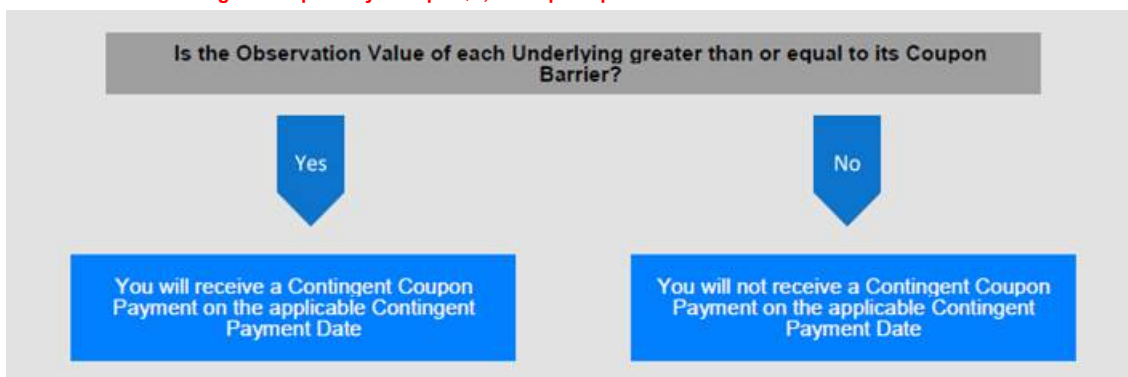 Is the Observation Value of each Underlying greater than or equal to its Coupon
Barrier?
Yes
No
You will receive a Contingent Coupon
Payment on the applicable Contingent
Payment Date
You will not receive a Contingent Coupon
Payment on the applicable Contingent
Payment Date